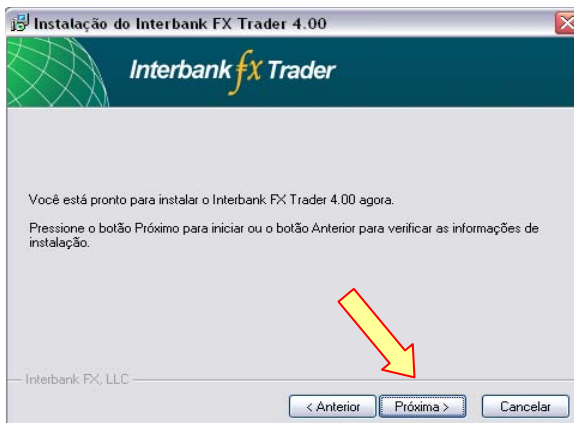 Instalação do Interbank FX Trader 4.00
Interbank fx Trader
Você está pronto para instalar o Interbank FX Trader 4.00 agora.
Pressione o botão Próximo para iniciar ou o botão Anterior para verificar as informações de
instalação.
Interbank FX, LLC
< Anterior Próxima > Cancelar